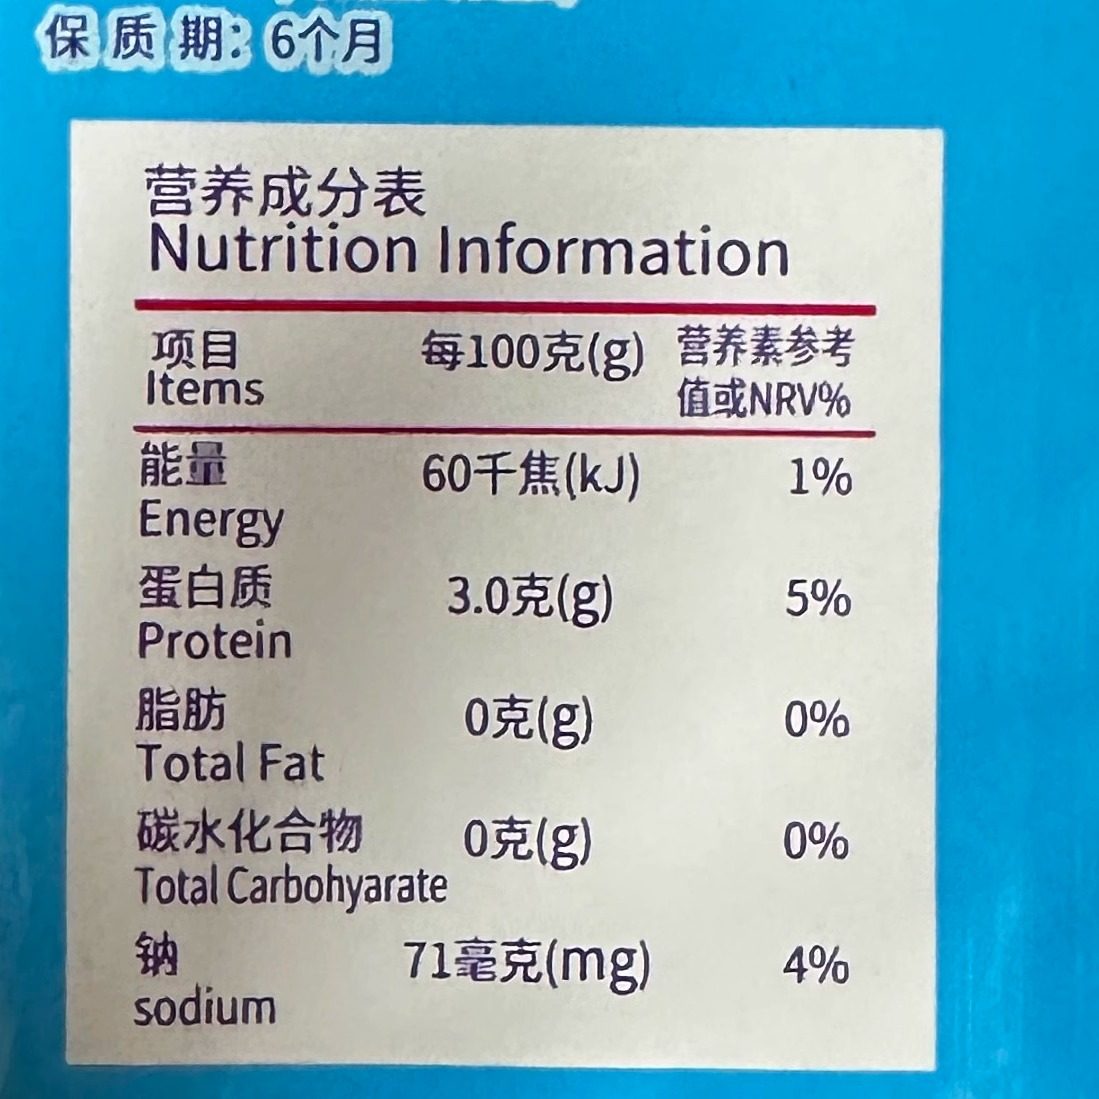 保质期: 6个月
营养成分表
Nutrition Information
项目 每100克(g) 营养素参考
Items 值或NRV%
能量 60千焦(kJ) 1%
Energy
蛋白质 3.0克(g) 5%
Protein
脂肪 0克(g) 0%
Total Fat
碳水化合物 0克(g) 0%
Total Carbohyarate
钠 71毫克(mg) 4%
sodium